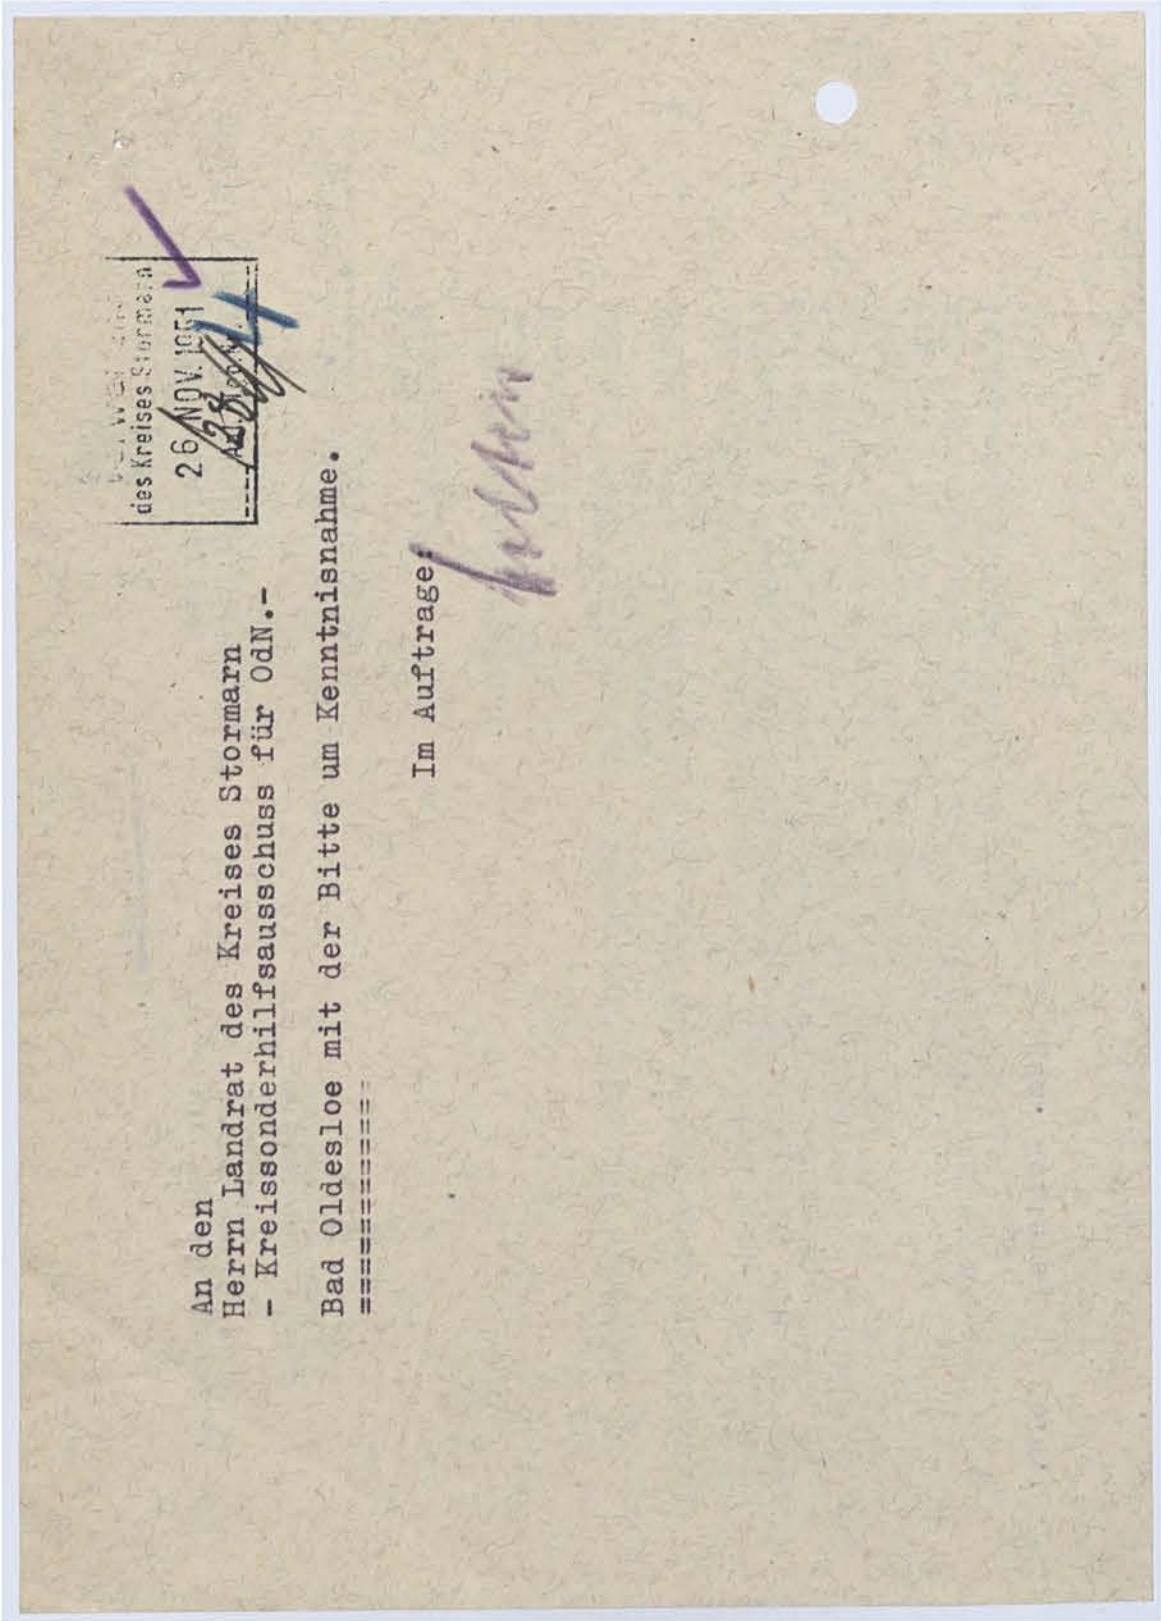 des Kreises Stormarn
26 NOV. 1951
4
An den
Herrn Landrat des Kreises Stormarn
- Kreissonderhilfsausschuss für OdN.-
Bad Oldesloe mit der Bitte um Kenntnisnahme.
=============
Im Auftrage: